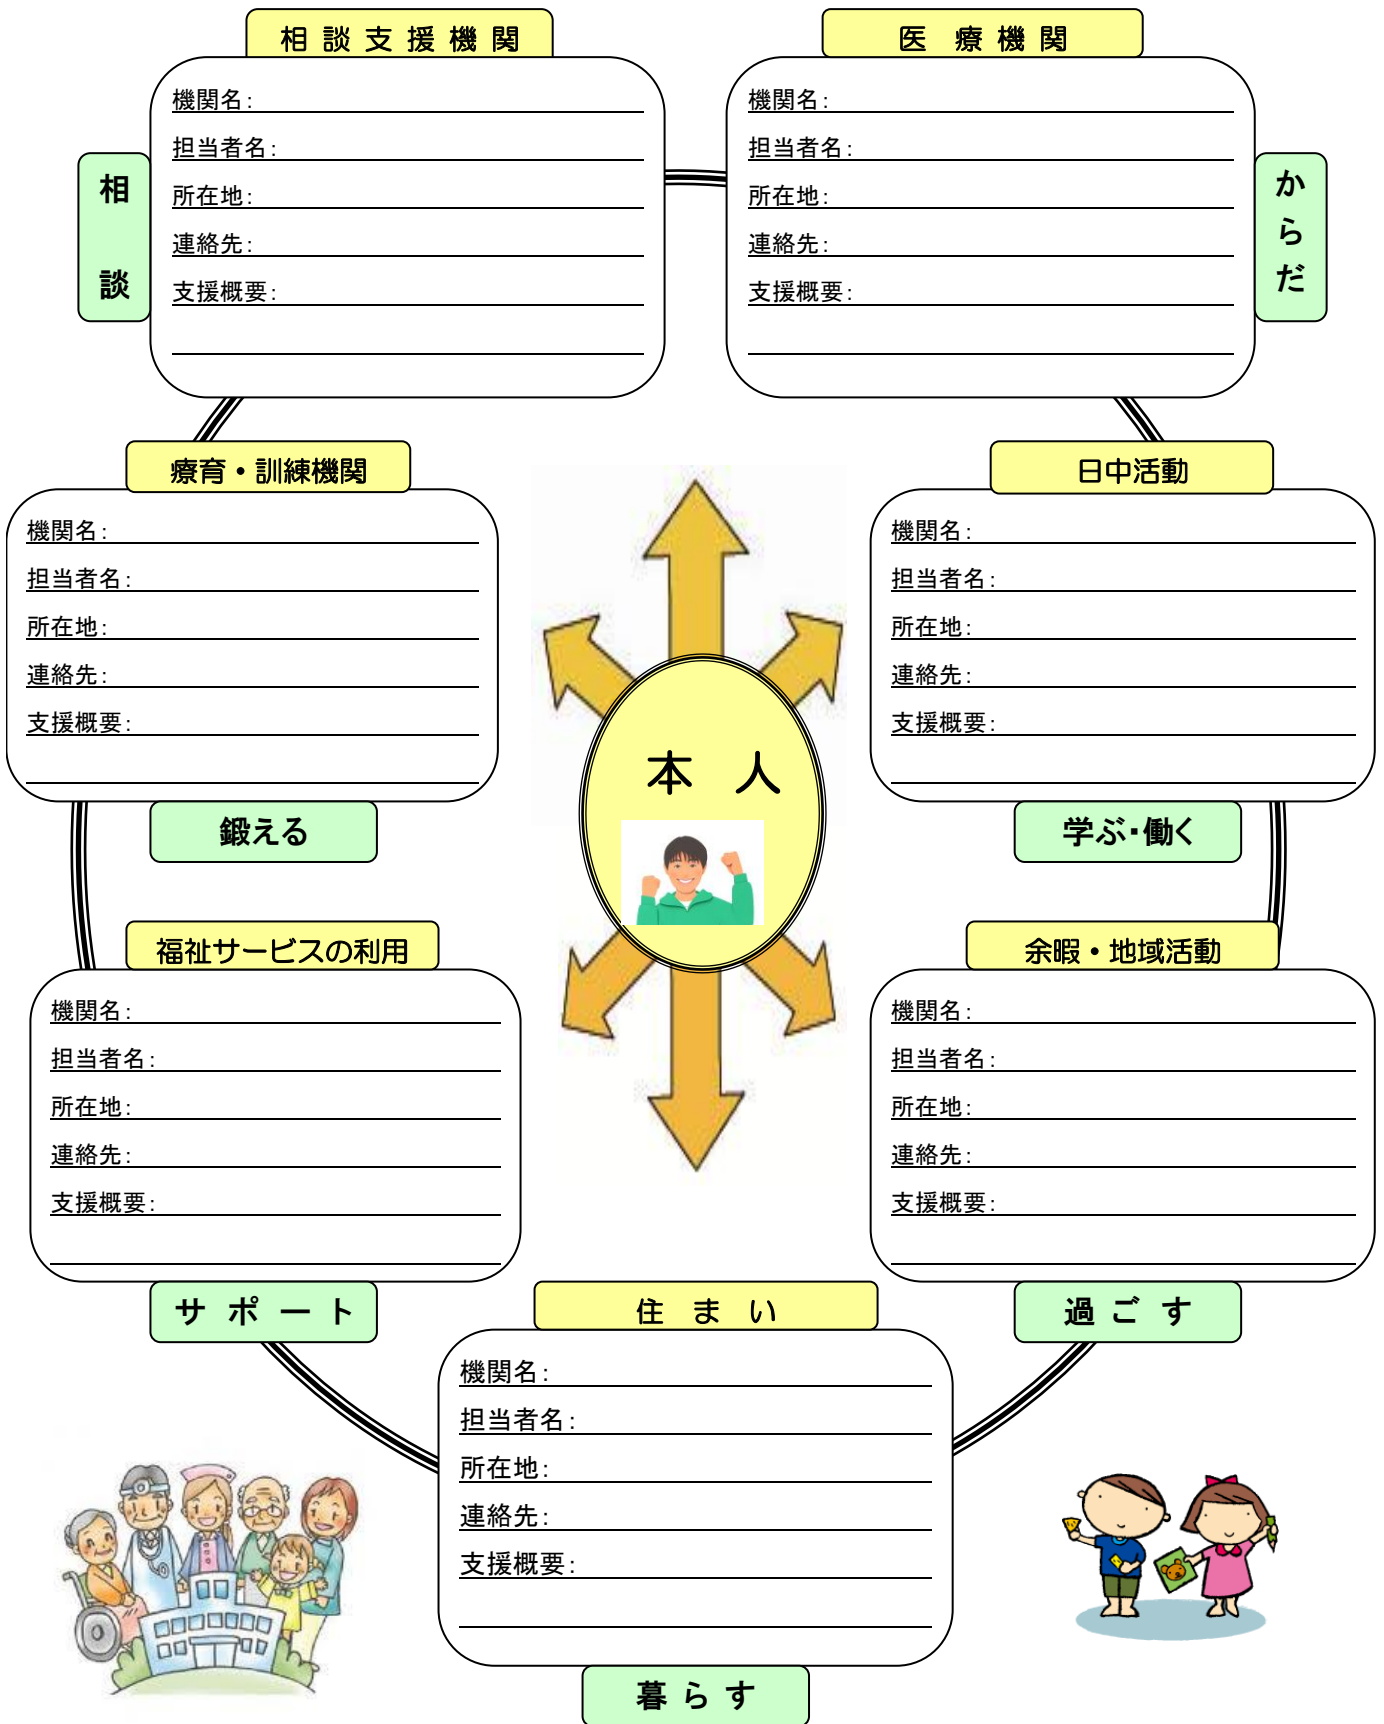 相談支援機関
機関名：
担当者名：
所在地：
連絡先：
支援概要：
相談
医療機関
機関名：
担当者名：
所在地：
連絡先：
支援概要：
からだ
療育・訓練機関
機関名：
担当者名：
所在地：
連絡先：
支援概要：
鍛える
本人
日中活動
機関名：
担当者名：
所在地：
連絡先：
支援概要：
学ぶ・働く
福祉サービスの利用
機関名：
担当者名：
所在地：
連絡先：
支援概要：
サポート
余暇・地域活動
機関名：
担当者名：
所在地：
連絡先：
支援概要：
過ごす
住まい
機関名：
担当者名：
所在地：
連絡先：
支援概要：
暮らす